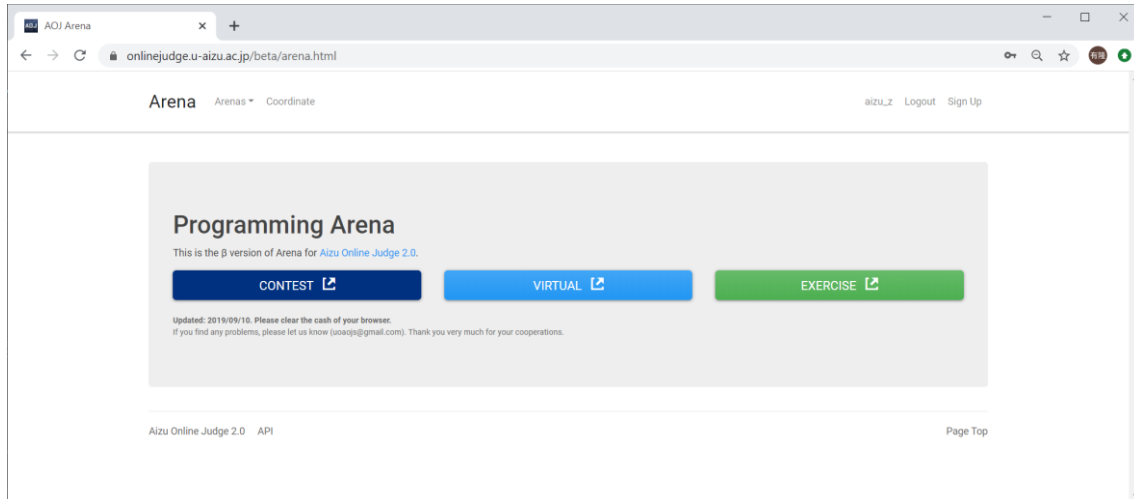 AOJ AOJ Arena
onlinejudge.u-aizu.ac.jp/beta/arena.html
有隆
Arena Arenas Coordinate aizu_z Logout Sign Up
Programming Arena
This is the β version of Arena for Aizu Online Judge 2.0.
CONTEST VIRTUAL EXERCISE
Updated: 2019/09/10. Please clear the cash of your browser.
If you find any problems, please let us know (uoaojs@gmail.com). Thank you very much for your cooperations.
Aizu Online Judge 2.0 API Page Top